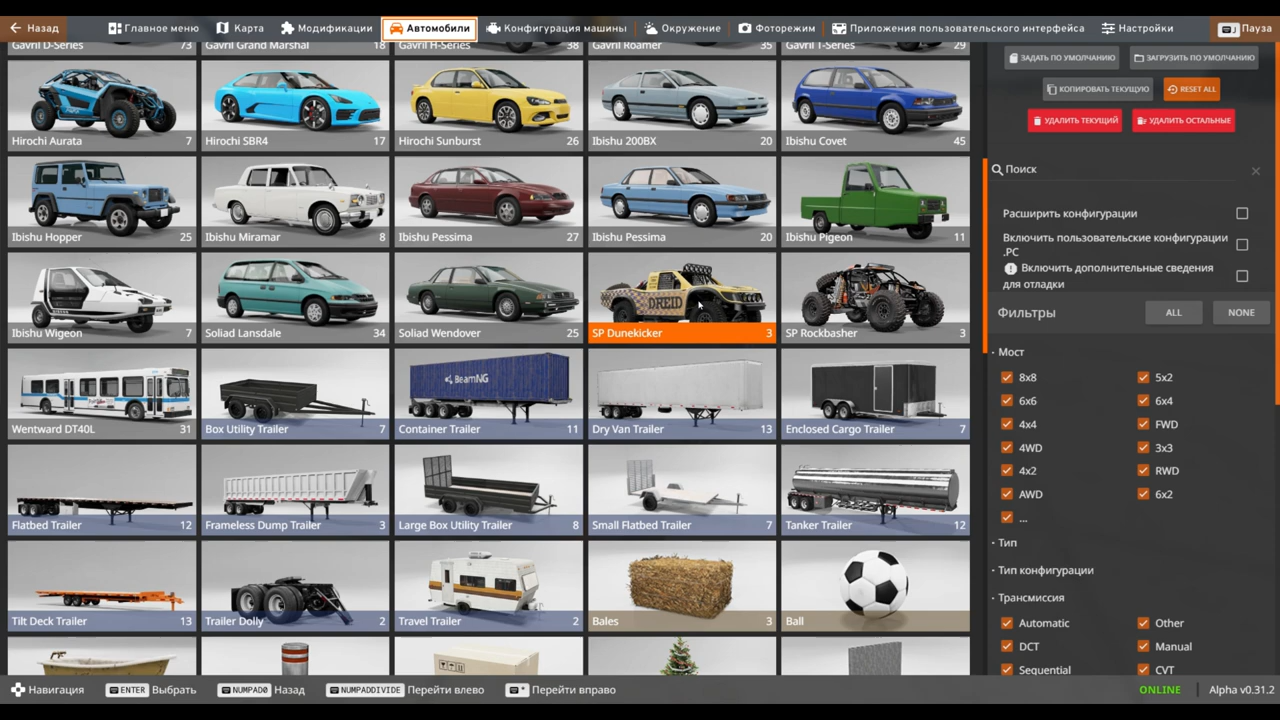 Назад
Главное меню
Карта
Модификации
Автомобили
Конфигурация машины
Окружение
Фоторежим
Приложения пользовательского интерфейса
Настройки
Пауза
Gavril D-Series 73
Gavril Grand Marshal 18
Gavril H-Series 38
Gavril Roamer 35
Gavril T-Series 29
Hirochi Aurata 7
Hirochi SBR4 17
Hirochi Sunburst 26
Ibishu 200BX 20
Ibishu Covet 45
Ibishu Hopper 25
Ibishu Miramar 8
Ibishu Pessima 27
Ibishu Pessima 20
Ibishu Pigeon 11
Ibishu Wigeon 7
Soliad Lansdale 34
Soliad Wendover 25
DREID
SP Dunekicker 3
SP Rockbasher 3
Wentward DT40L 31
Box Utility Trailer 7
BeamNG
Container Trailer 11
Dry Van Trailer 13
Enclosed Cargo Trailer 7
Flatbed Trailer 12
Frameless Dump Trailer 3
Large Box Utility Trailer 8
Small Flatbed Trailer 7
Tanker Trailer 12
Tilt Deck Trailer 13
Trailer Dolly 2
Travel Trailer 2
Bales 3
Ball
ЗАДАТЬ ПО УМОЛЧАНИЮ
ЗАГРУЗИТЬ ПО УМОЛЧАНИЮ
КОПИРОВАТЬ ТЕКУЩУЮ
RESET ALL
УДАЛИТЬ ТЕКУЩИЙ
УДАЛИТЬ ОСТАЛЬНЫЕ
Поиск
Расширить конфигурации
Включить пользовательские конфигурации
.PC
Включить дополнительные сведения
для отладки
Фильтры
ALL
NONE
- Мост
8x8
5x2
6x6
6x4
4x4
FWD
4WD
3x3
4x2
RWD
AWD
6x2
...
- Тип
- Тип конфигурации
- Трансмиссия
Automatic
Other
DCT
Manual
Sequential
CVT
Навигация
ENTER Выбрать
NUMPAD0 Назад
NUMPADDIVIDE Перейти влево
* Перейти вправо
ONLINE
Alpha v0.31.2